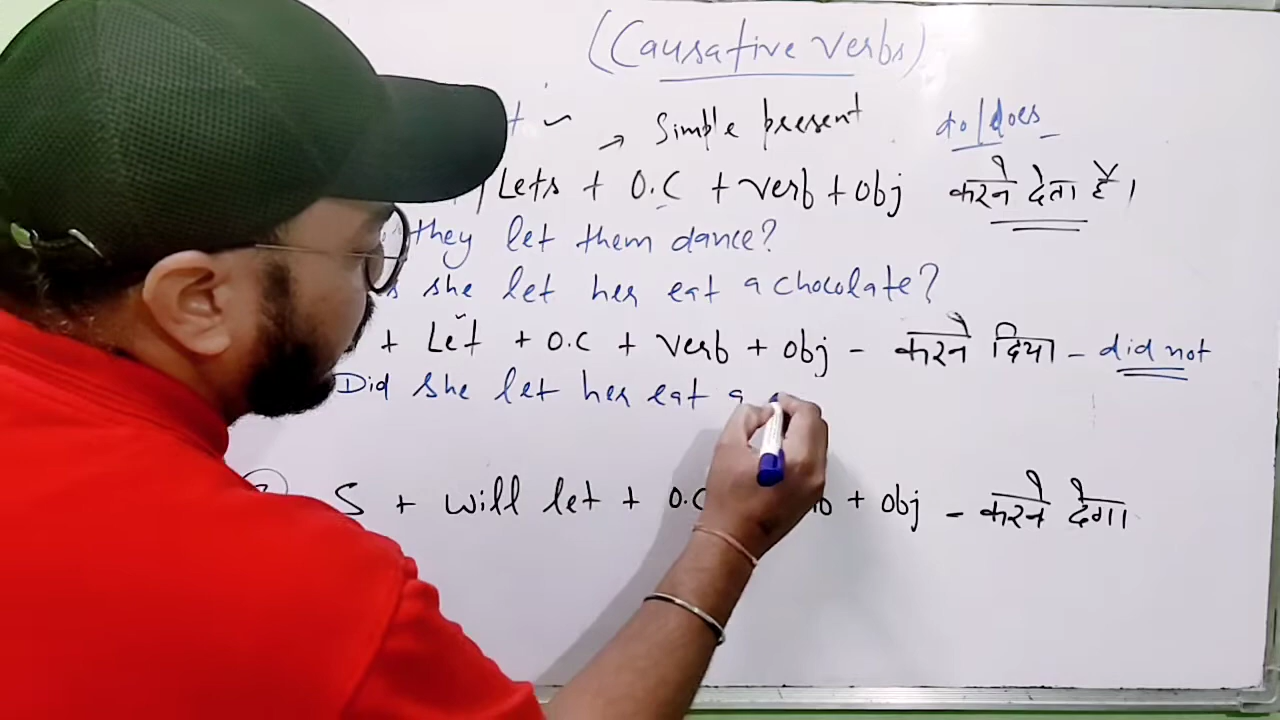 (Causative verbs)
→ Simple present do/does
Lets + O.C + verb + obj करने देता है।
they let them dance?
she let her eat a chocolate?
+ Let + O.C + verb + obj - करने दिया - did not
Did she let her eat a
S + will let + + obj - करने देगा